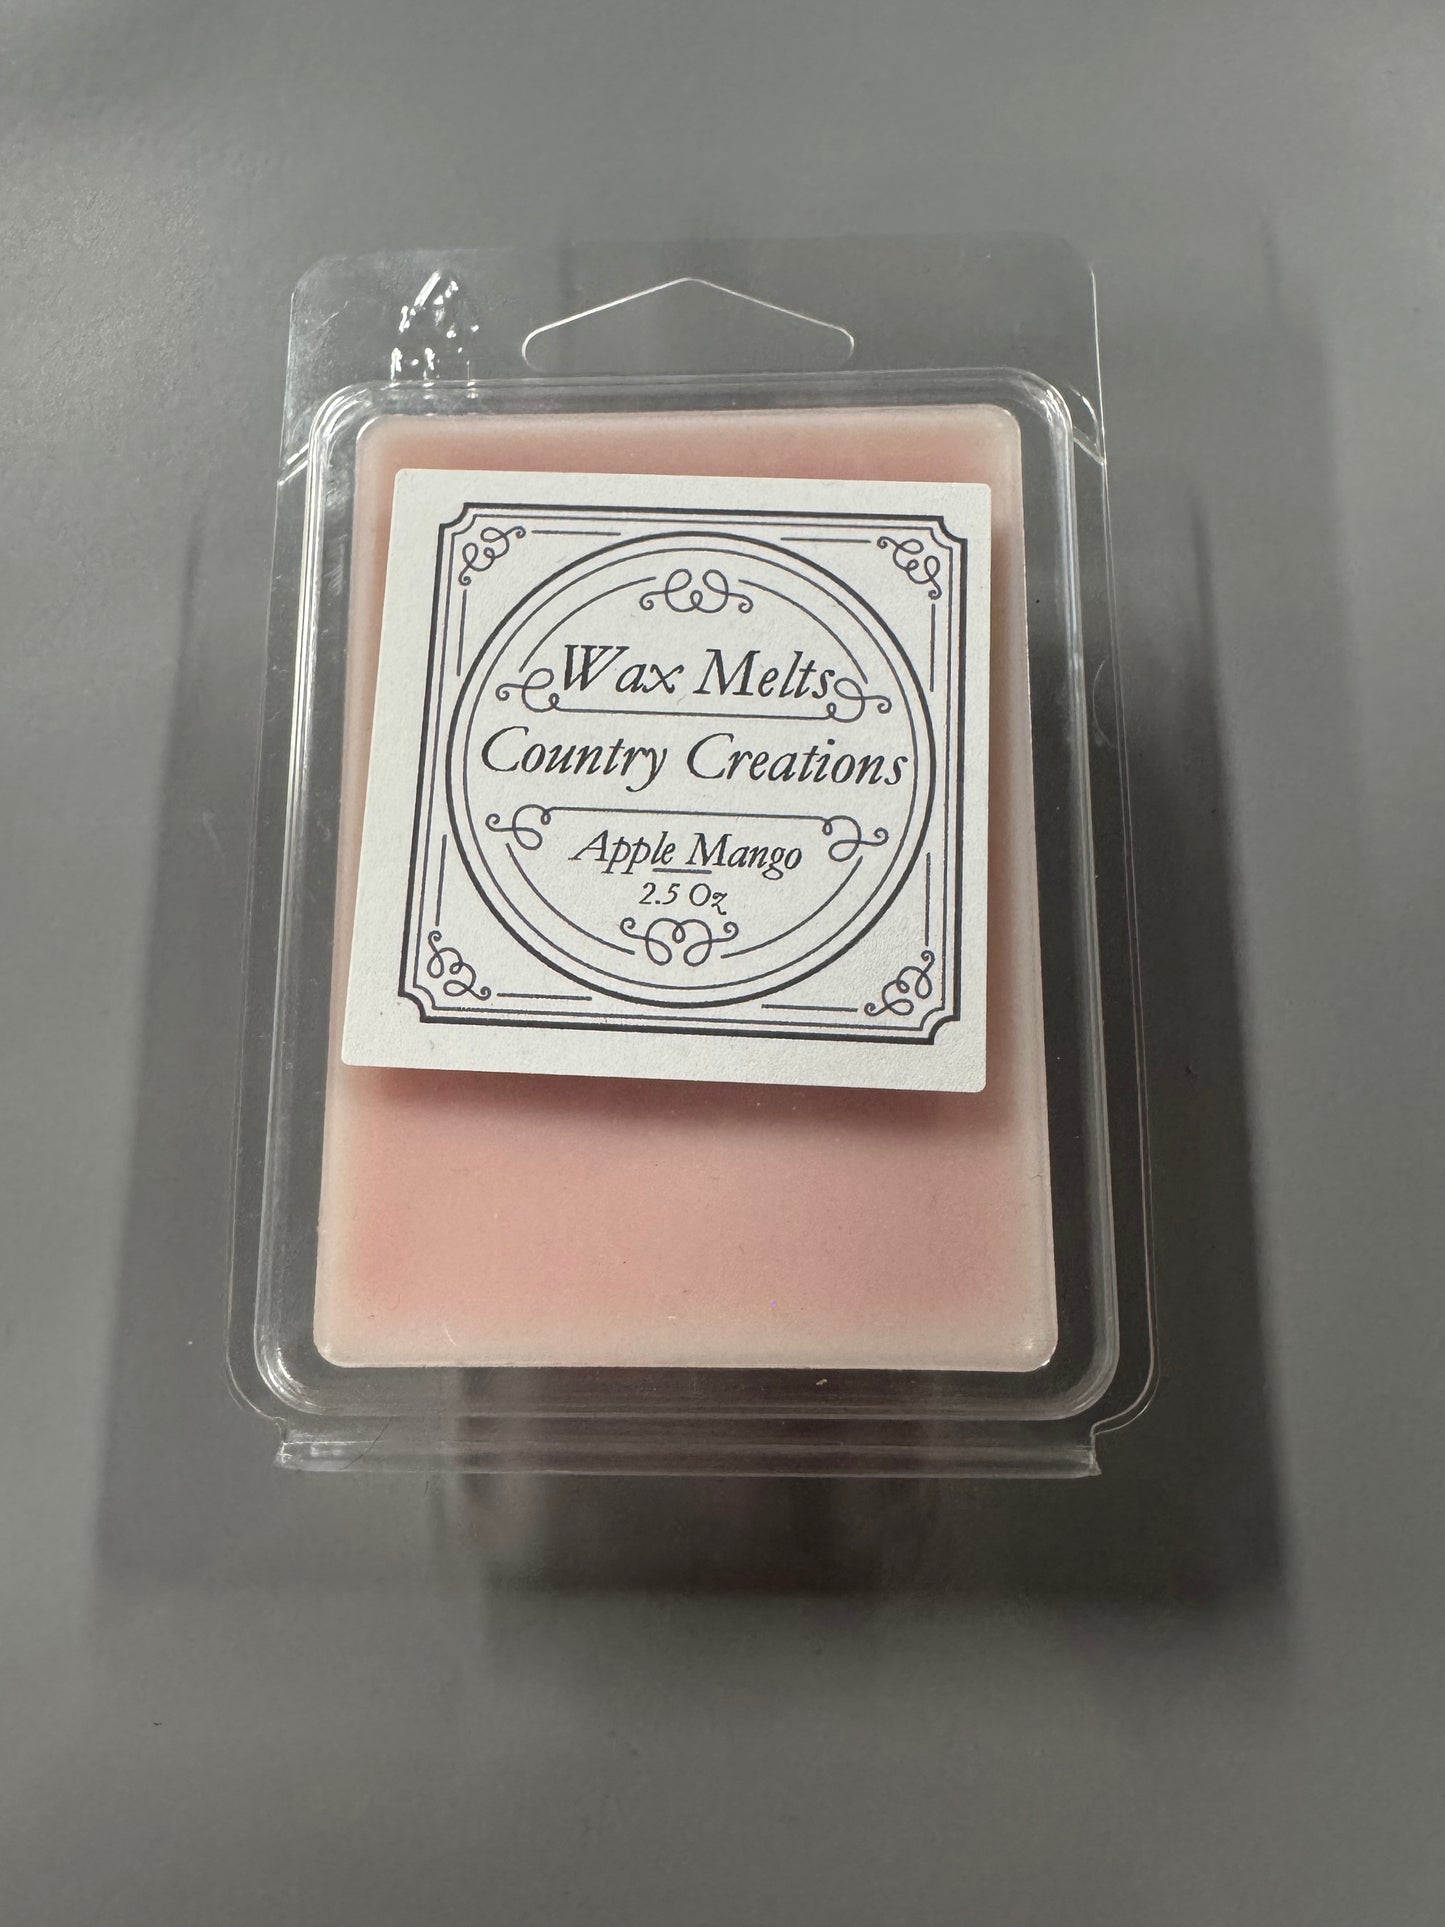 Wax Melts
Country Creations
Apple Mango
2.5 Oz